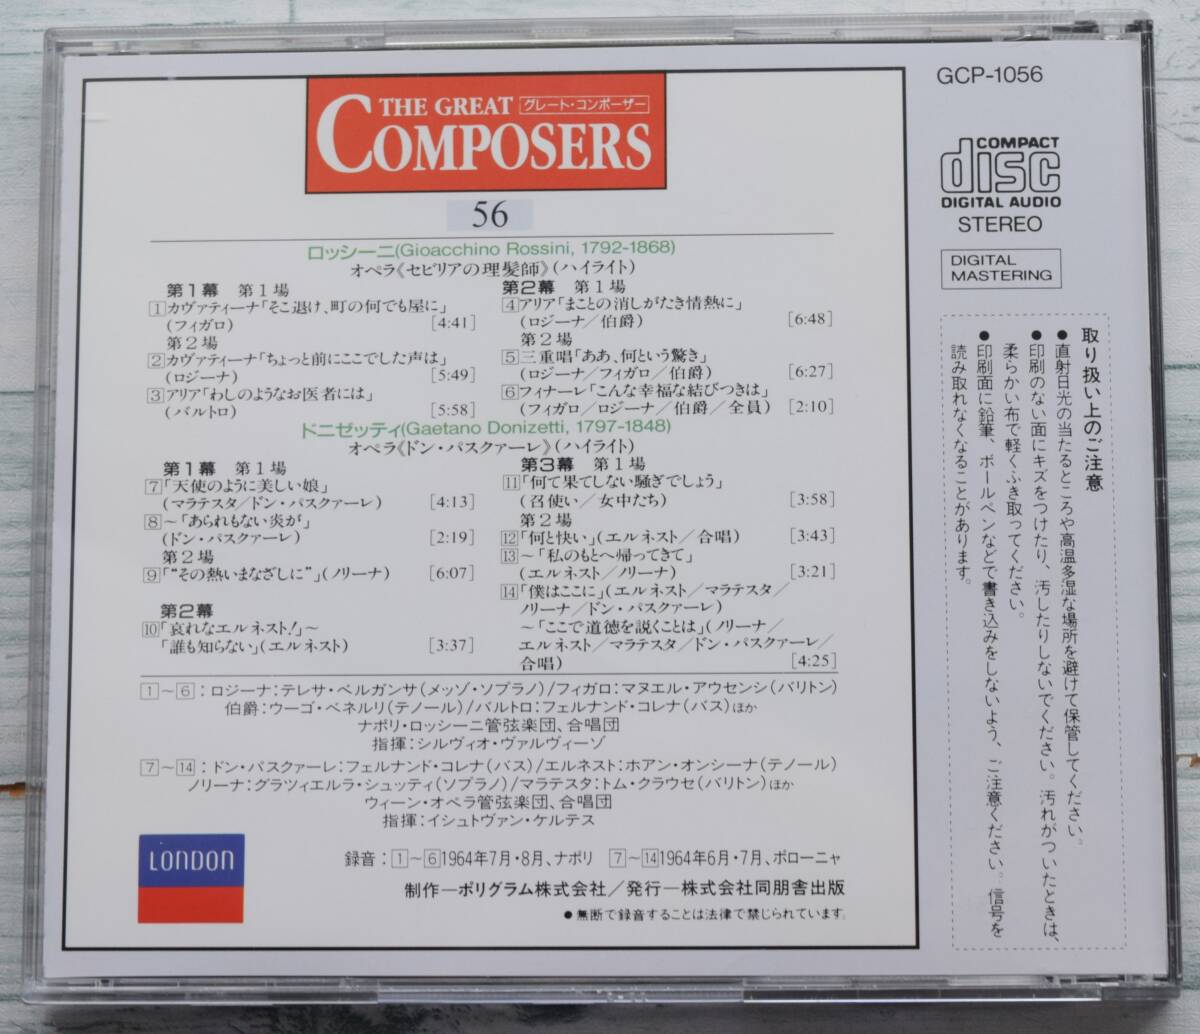 THE GREAT グレート・コンポーザー
COMPOSERS
56
ロッシーニ(Gioacchino Rossini, 1792-1868)
オペラ《セビリアの理髪師》(ハイライト)
第1幕 第1場
1 カヴァティーナ「そこ退け、町の何でも屋に」
(フィガロ) [4:41]
第2場
2 カヴァティーナ「ちょっと前にここでした声は」
(ロジーナ) [5:49]
3 アリア「わしのようなお医者には」
(バルトロ) [5:58]
第2幕 第1場
4 アリア「まことの消しがたき情熱に」
(ロジーナ/伯爵) [6:48]
第2場
5 三重唱「ああ、何という驚き」
(ロジーナ/フィガロ/伯爵) [6:27]
6 フィナーレ「こんな幸福な結びつきは」
(フィガロ/ロジーナ/伯爵/全員) [2:10]
ドニゼッティ(Gaetano Donizetti, 1797-1848)
オペラ《ドン・パスクァーレ》(ハイライト)
第1幕 第1場
7 「天使のように美しい娘」
(マラテスタ/ドン・パスクァーレ) [4:13]
8 〜「あられもない炎が」
(ドン・パスクァーレ) [2:19]
第2場
9 「“その熱いまなざしに”」(ノリーナ) [6:07]
第2幕
10 「哀れなエルネスト!」〜
「誰も知らない」(エルネスト) [3:37]
第3幕 第1場
11 「何て果てしない騒ぎでしょう」
(召使い/女中たち) [3:58]
第2場
12 「何と快い」(エルネスト/合唱) [3:43]
13 〜「私のもとへ帰ってきて」
(エルネスト/ノリーナ) [3:21]
14 「僕はここに」(エルネスト/マラテスタ/
ノリーナ/ドン・パスクァーレ)
〜「ここで道徳を説くことは」(ノリーナ/
エルネスト/マラテスタ/ドン・パスクァーレ/
合唱) [4:25]
1〜6:ロジーナ:テレサ・ベルガンサ(メッゾ・ソプラノ)/フィガロ:マヌエル・アウセンシ(バリトン)
伯爵:ウーゴ・ベネルリ(テノール)/バルトロ:フェルナンド・コレナ(バス)ほか
ナポリ・ロッシーニ管弦楽団、合唱団
指揮:シルヴィオ・ヴァルヴィーゾ
7〜14:ドン・パスクァーレ:フェルナンド・コレナ(バス)/エルネスト:ホアン・オンシーナ(テノール)
ノリーナ:グラツィエルラ・シュッティ(ソプラノ)/マラテスタ:トム・クラウセ(バリトン)ほか
ウィーン・オペラ管弦楽団、合唱団
指揮:イシュトヴァン・ケルテス
LONDON
録音:1〜6 1964年7月・8月、ナポリ 7〜14 1964年6月・7月、ボローニャ
制作―ポリグラム株式会社/発行―株式会社同朋舎出版
●無断で録音することは法律で禁じられています。
GCP-1056
COMPACT
disc
DIGITAL AUDIO
STEREO
DIGITAL
MASTERING
取り扱い上のご注意
●直射日光の当たるところや高温多湿な場所を避けて保管してください。
●印刷のない面にキズをつけたり、汚したりしないでください。汚れがついたときは、
柔らかい布で軽くふき取ってください。
●印刷面に鉛筆、ボールペンなどで書き込みをしないよう、ご注意ください。信号を
読み取れなくなることがあります。